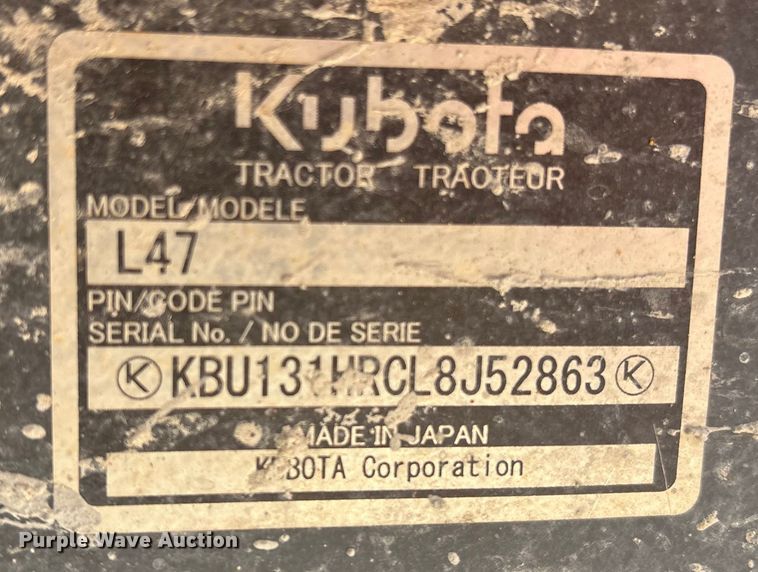 Kubota
TRACTOR TRACTEUR
MODEL/MODELE
L47
PIN/CODE PIN
SERIAL No. / NO DE SERIE
KBU131HRCL8J52863
MADE IN JAPAN
KUBOTA Corporation
Purple Wave Auction